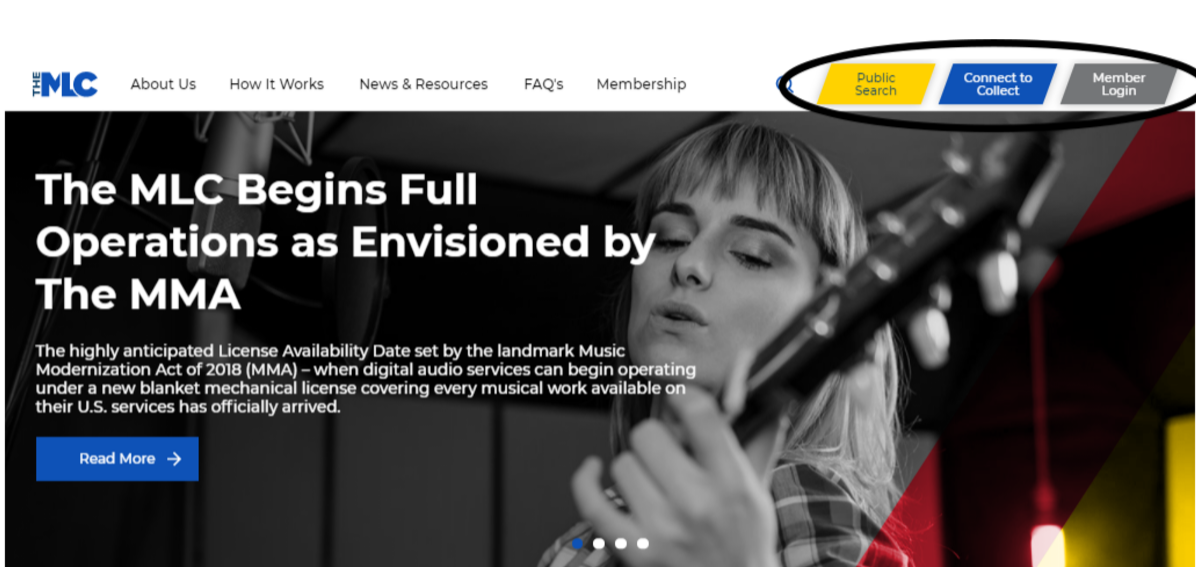 THE MLC
About Us How It Works News & Resources FAQ's Membership
Public
Search
Connect to
Collect
Member
Login
The MLC Begins Full
Operations as Envisioned by
The MMA
The highly anticipated License Availability Date set by the landmark Music
Modernization Act of 2018 (MMA) – when digital audio services can begin operating
under a new blanket mechanical license covering every musical work available on
their U.S. services has officially arrived.
Read More →